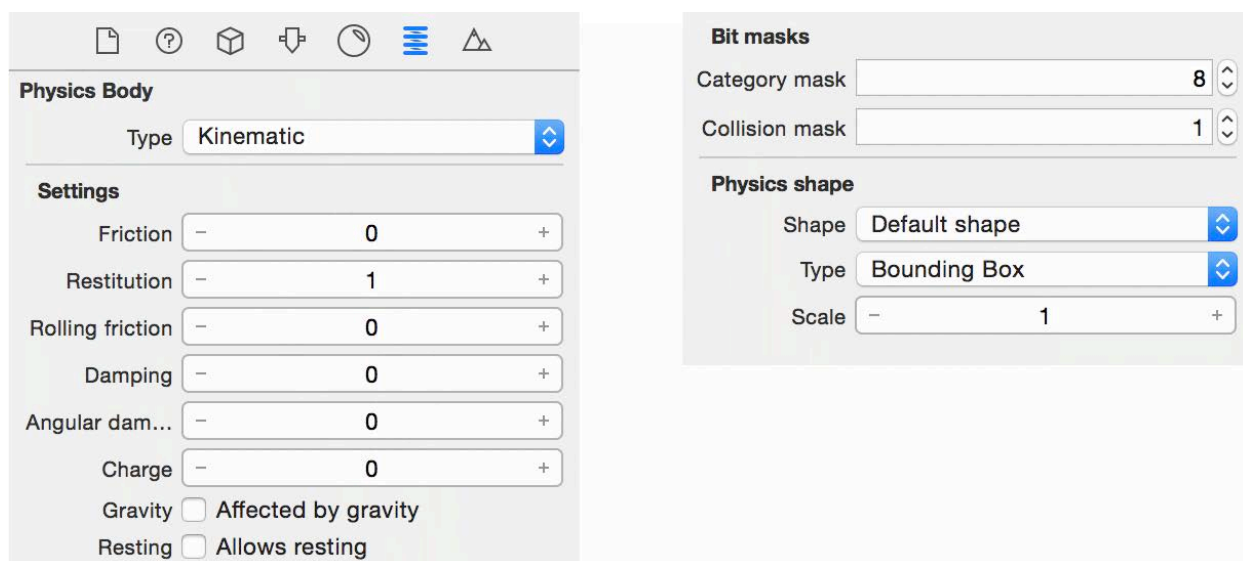 Physics Body
Type Kinematic
Settings
Friction − 0 +
Restitution − 1 +
Rolling friction − 0 +
Damping − 0 +
Angular dam... − 0 +
Charge − 0 +
Gravity Affected by gravity
Resting Allows resting
Bit masks
Category mask 8
Collision mask 1
Physics shape
Shape Default shape
Type Bounding Box
Scale − 1 +